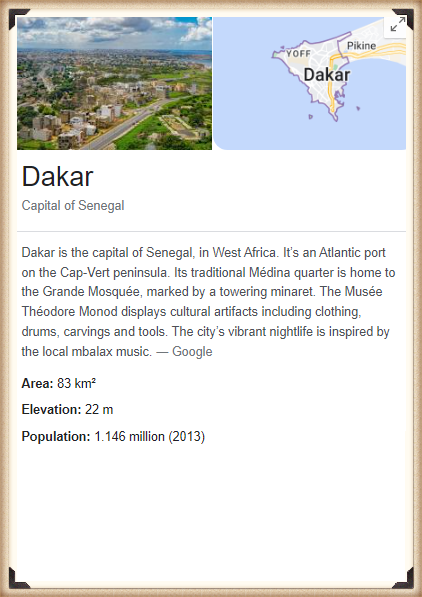 YOFF
Pikine
Dakar
Dakar
Capital of Senegal
Dakar is the capital of Senegal, in West Africa. It's an Atlantic port
on the Cap-Vert peninsula. Its traditional Médina quarter is home to
the Grande Mosquée, marked by a towering minaret. The Musée
Théodore Monod displays cultural artifacts including clothing,
drums, carvings and tools. The city's vibrant nightlife is inspired by
the local mbalax music. — Google
Area: 83 km²
Elevation: 22 m
Population: 1.146 million (2013)